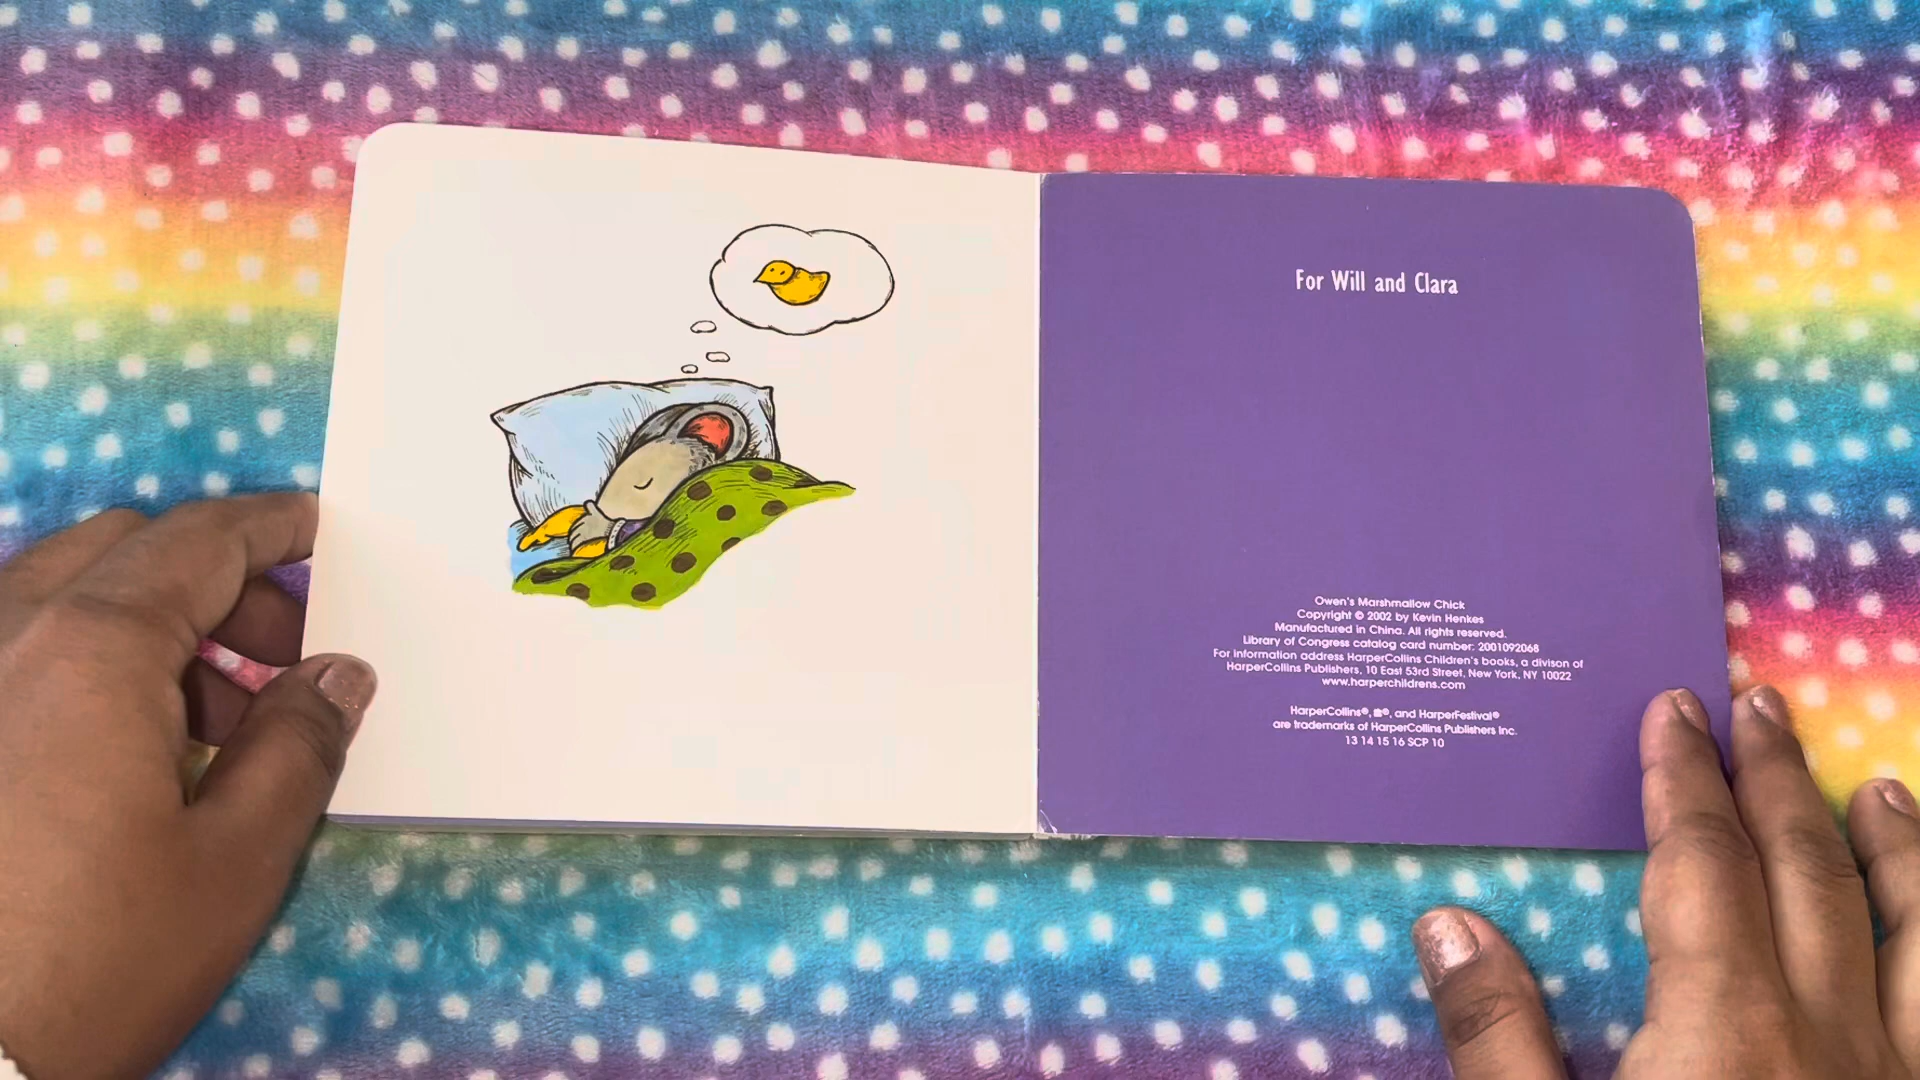 For Will and Clara
Owen's Marshmallow Chick
Copyright © 2002 by Kevin Henkes
Manufactured in China. All rights reserved.
Library of Congress catalog card number: 2001092068
For information address HarperCollins Children's books, a divison of
HarperCollins Publishers, 10 East 53rd Street, New York, NY 10022
www.harperchildrens.com
HarperCollins®, ®, and HarperFestival®
are trademarks of HarperCollins Publishers Inc.
13 14 15 16 SCP 10